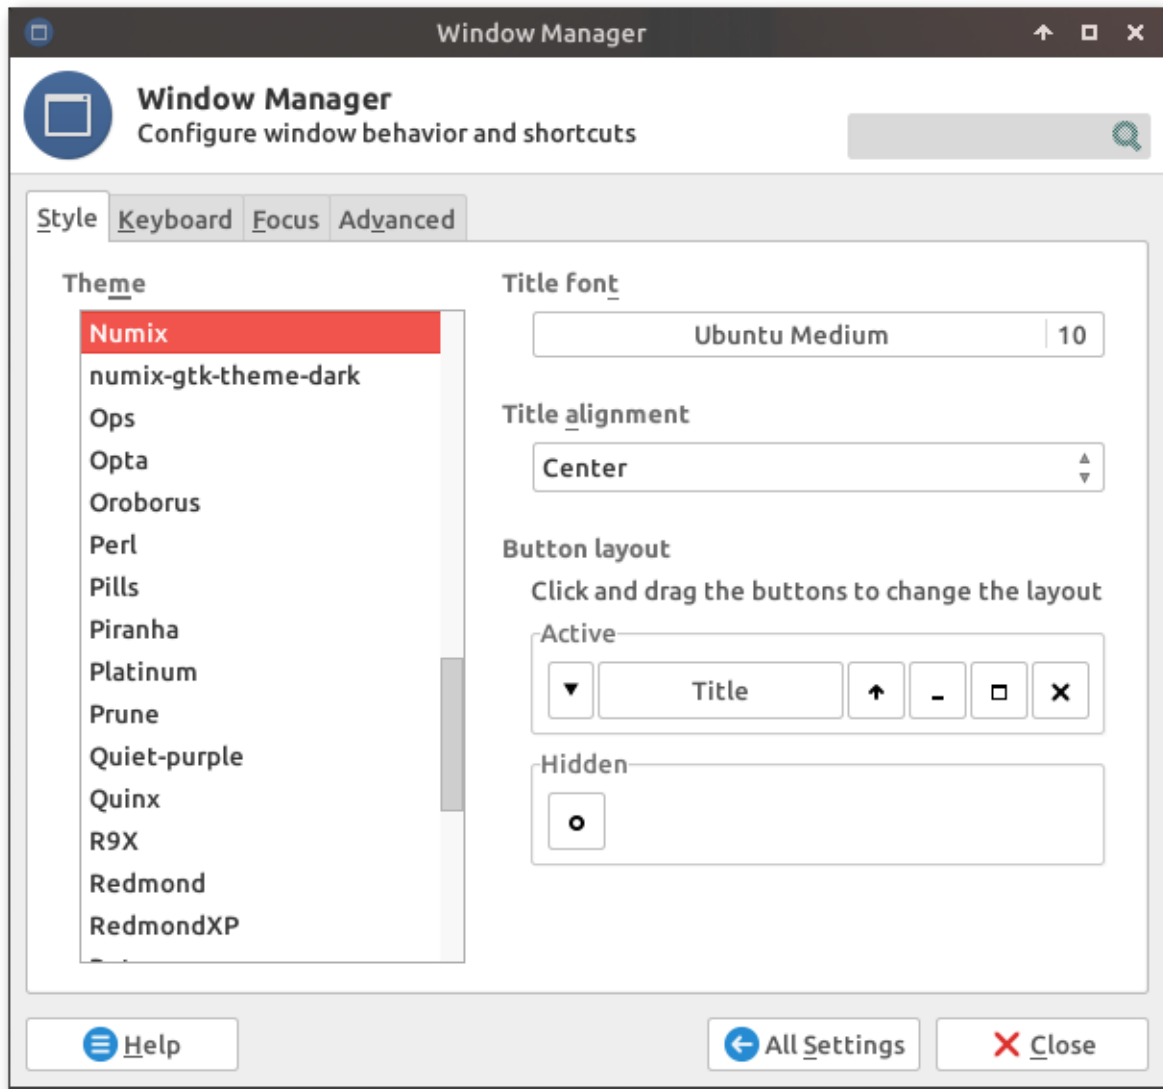 Window Manager
Window Manager
Configure window behavior and shortcuts
Style Keyboard Focus Advanced
Theme
Numix
numix-gtk-theme-dark
Ops
Opta
Oroborus
Perl
Pills
Piranha
Platinum
Prune
Quiet-purple
Quinx
R9X
Redmond
RedmondXP
Title font
Ubuntu Medium 10
Title alignment
Center
Button layout
Click and drag the buttons to change the layout
Active
Title
Hidden
Help All Settings Close